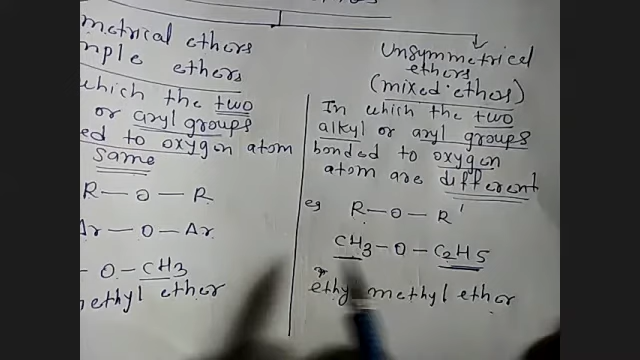 metrical ethers
mple ethers
which the two
or aryl groups
ed to oxygen atom
same
R-O-R
Ar-O-Ar
- O-CH3
methyl ether
Unsymmetrical
ethers
(mixed ethers)
In which the two
alkyl or aryl groups
bonded to oxygen
atom are different
eg R-O-R'
CH3-O-C2H5
ethyl methyl ether